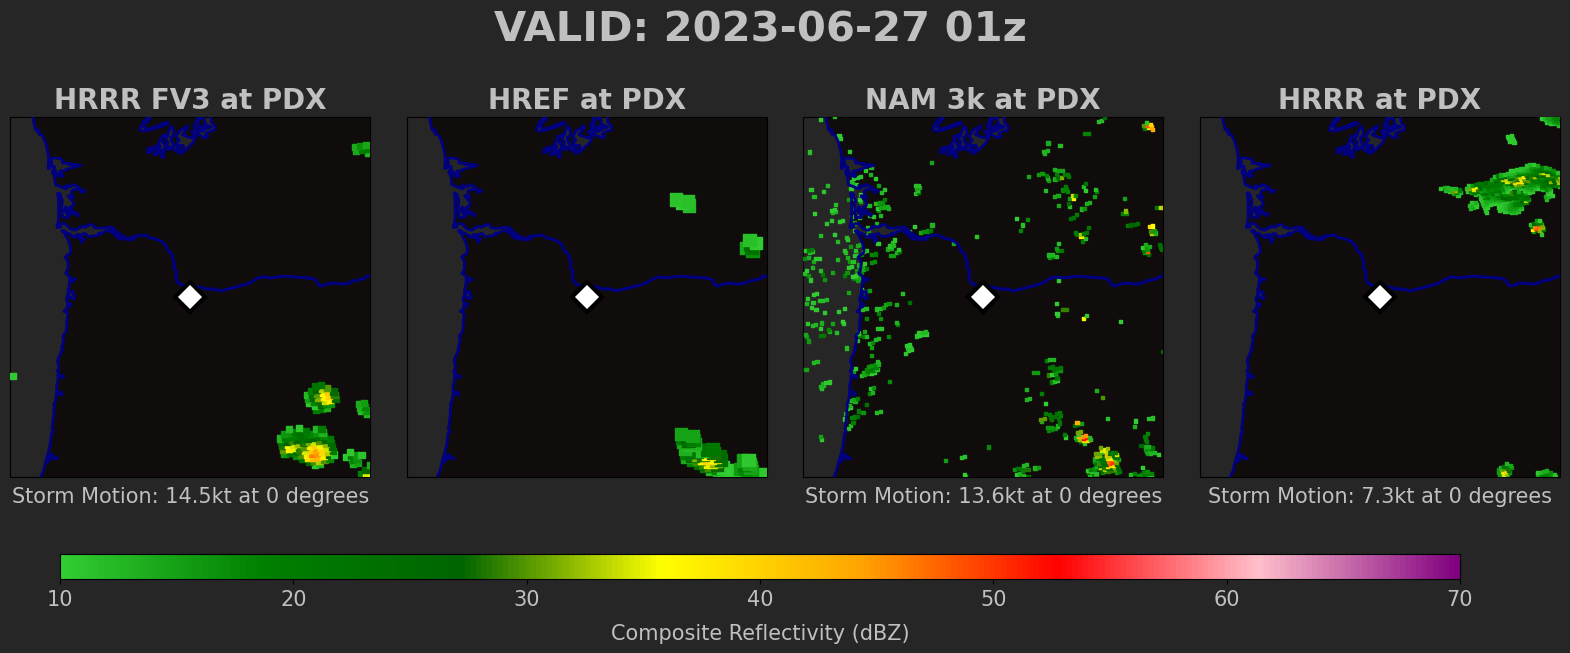 VALID: 2023-06-27 01z
HRRR FV3 at PDX
HREF at PDX
NAM 3k at PDX
HRRR at PDX
Storm Motion: 14.5kt at 0 degrees
Storm Motion: 13.6kt at 0 degrees
Storm Motion: 7.3kt at 0 degrees
10 20 30 40 50 60 70
Composite Reflectivity (dBZ)